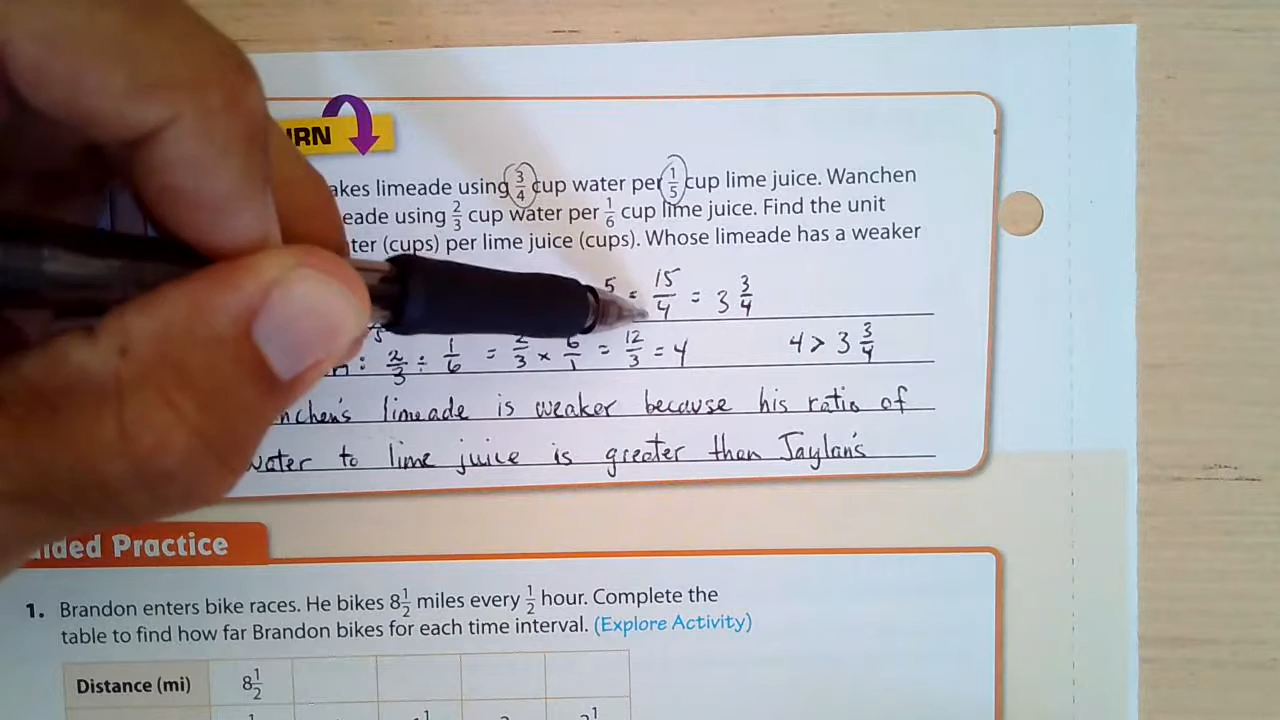 URN
akes limeade using 3/4 cup water per 1/5 cup lime juice. Wanchen
eade using 2/3 cup water per 1/6 cup lime juice. Find the unit
ter (cups) per lime juice (cups). Whose limeade has a weaker
5 = 15/4 = 3 3/4
n: 2/3 ÷ 1/6 = 2/3 × 6/1 = 12/3 = 4 4 > 3 3/4
nchen's limeade is weaker because his ratio of
water to lime juice is greater than Jaylan's
uided Practice
1. Brandon enters bike races. He bikes 8 1/2 miles every 1/2 hour. Complete the
table to find how far Brandon bikes for each time interval. (Explore Activity)
Distance (mi) 8 1/2